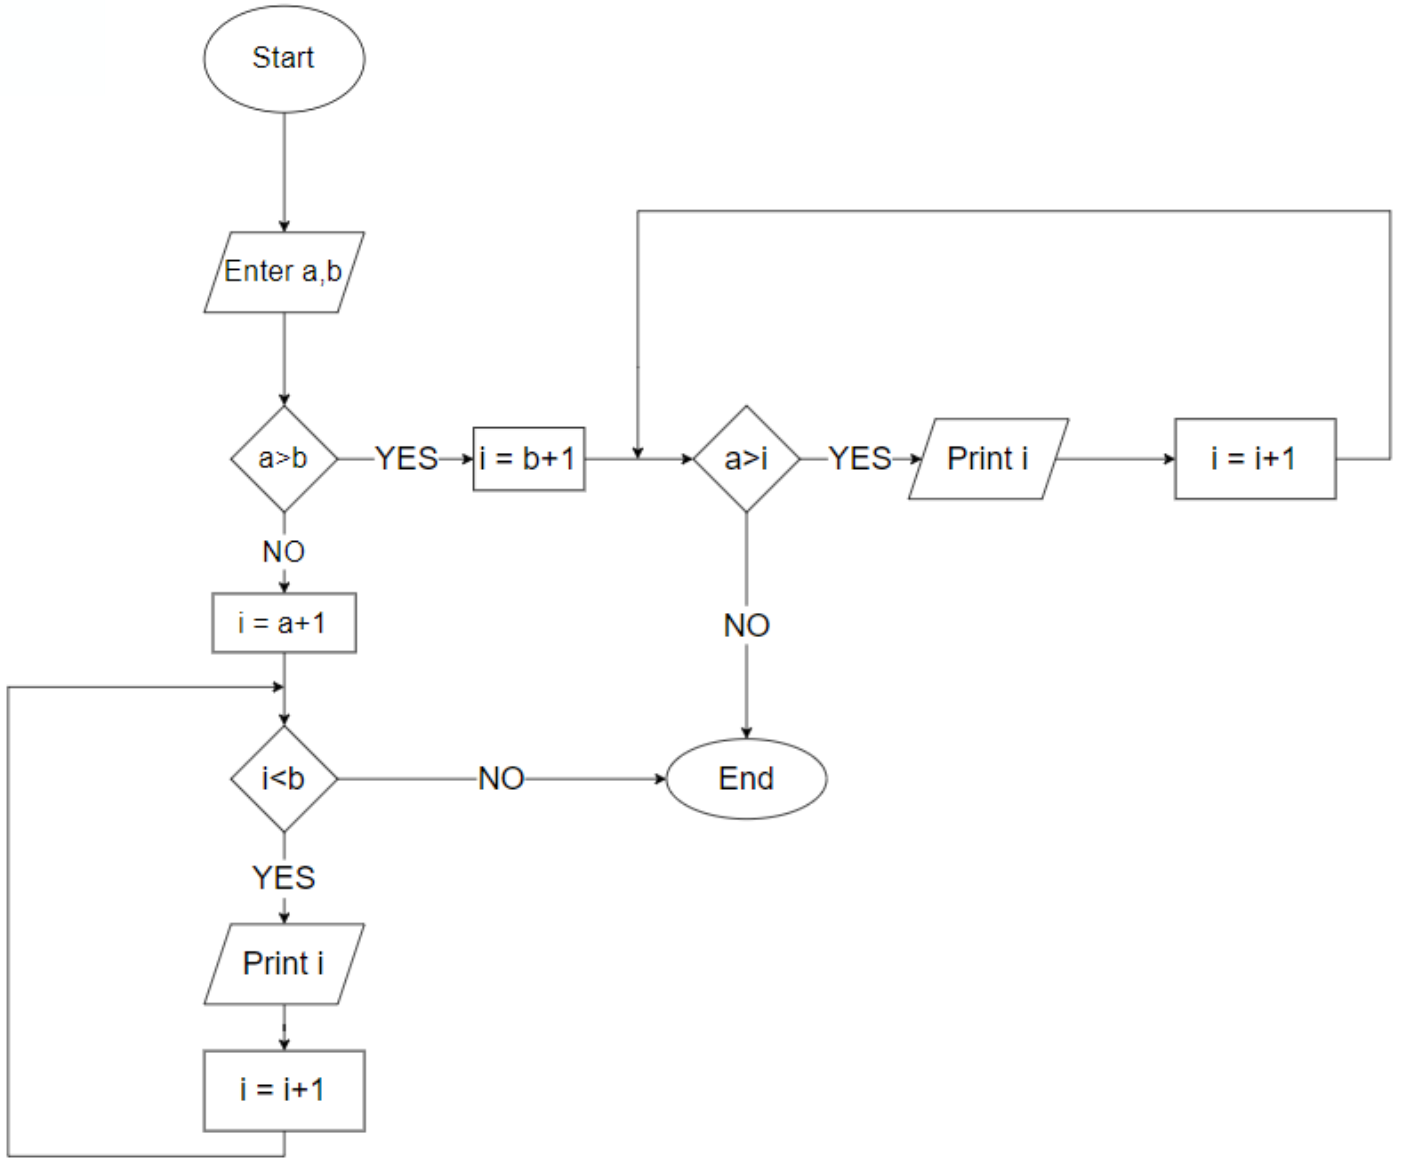 Start
Enter a,b
a>b
YES
i = b+1
a>i
YES
Print i
i = i+1
NO
i = a+1
NO
i<b
NO
End
YES
Print i
i = i+1